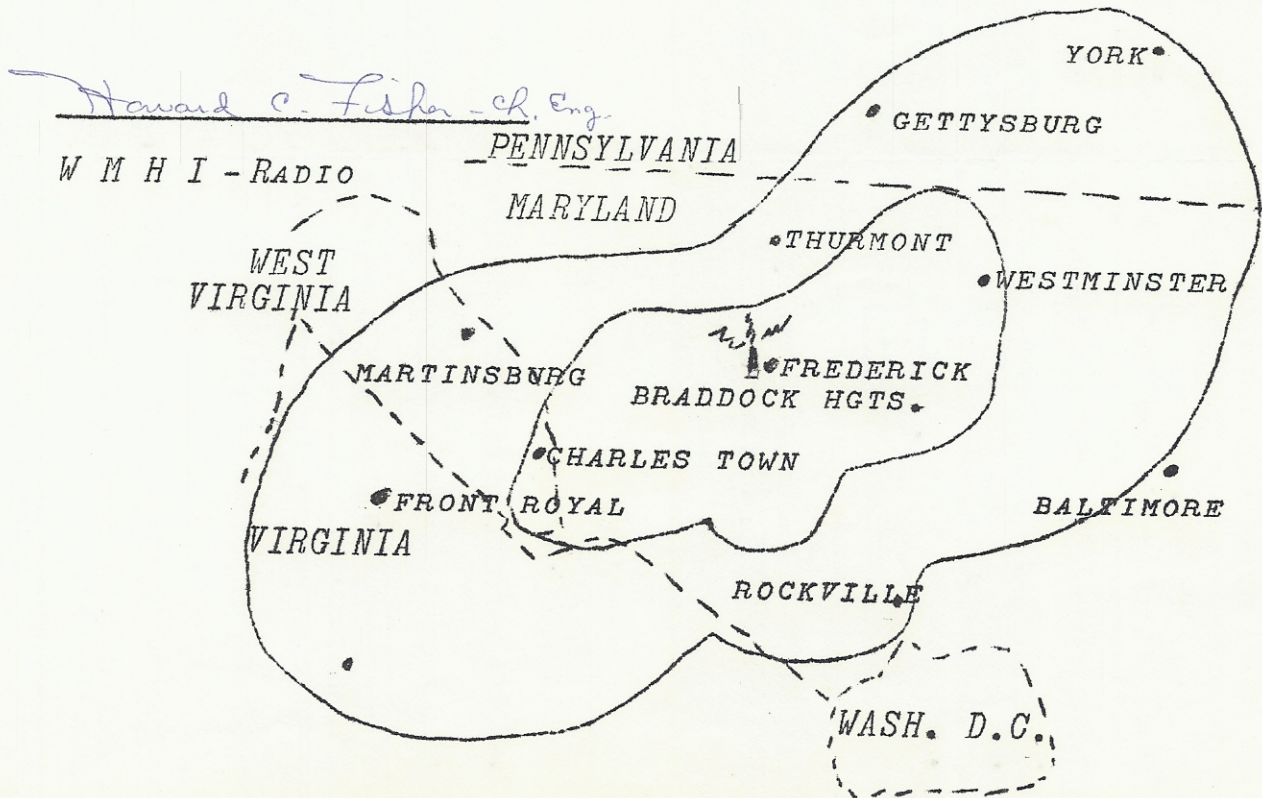 YORK
Howard C. Fisher - Ch. Eng.
GETTYSBURG
PENNSYLVANIA
W M H I - RADIO
MARYLAND
THURMONT
WEST
VIRGINIA
WESTMINSTER
MARTINSBURG
FREDERICK
BRADDOCK HGTS.
CHARLES TOWN
FRONT ROYAL
BALTIMORE
VIRGINIA
ROCKVILLE
WASH. D.C.